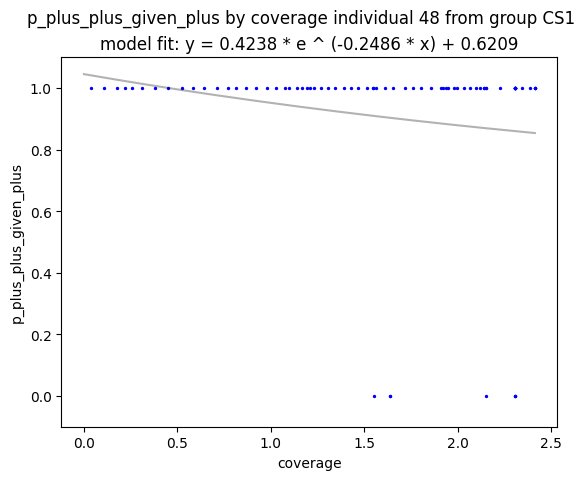 p_plus_plus_given_plus by coverage individual 48 from group CS1
model fit: y = 0.4238 * e ^ (-0.2486 * x) + 0.6209
1.0
0.8
0.6
0.4
0.2
0.0
p_plus_plus_given_plus
0.0 0.5 1.0 1.5 2.0 2.5
coverage